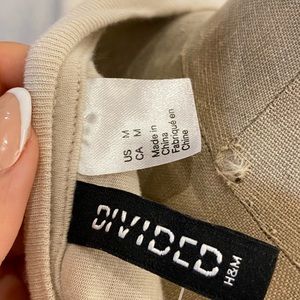 US M
CA M
Made in
China
Fabriqué en
Chine
DIVIDED
H&M